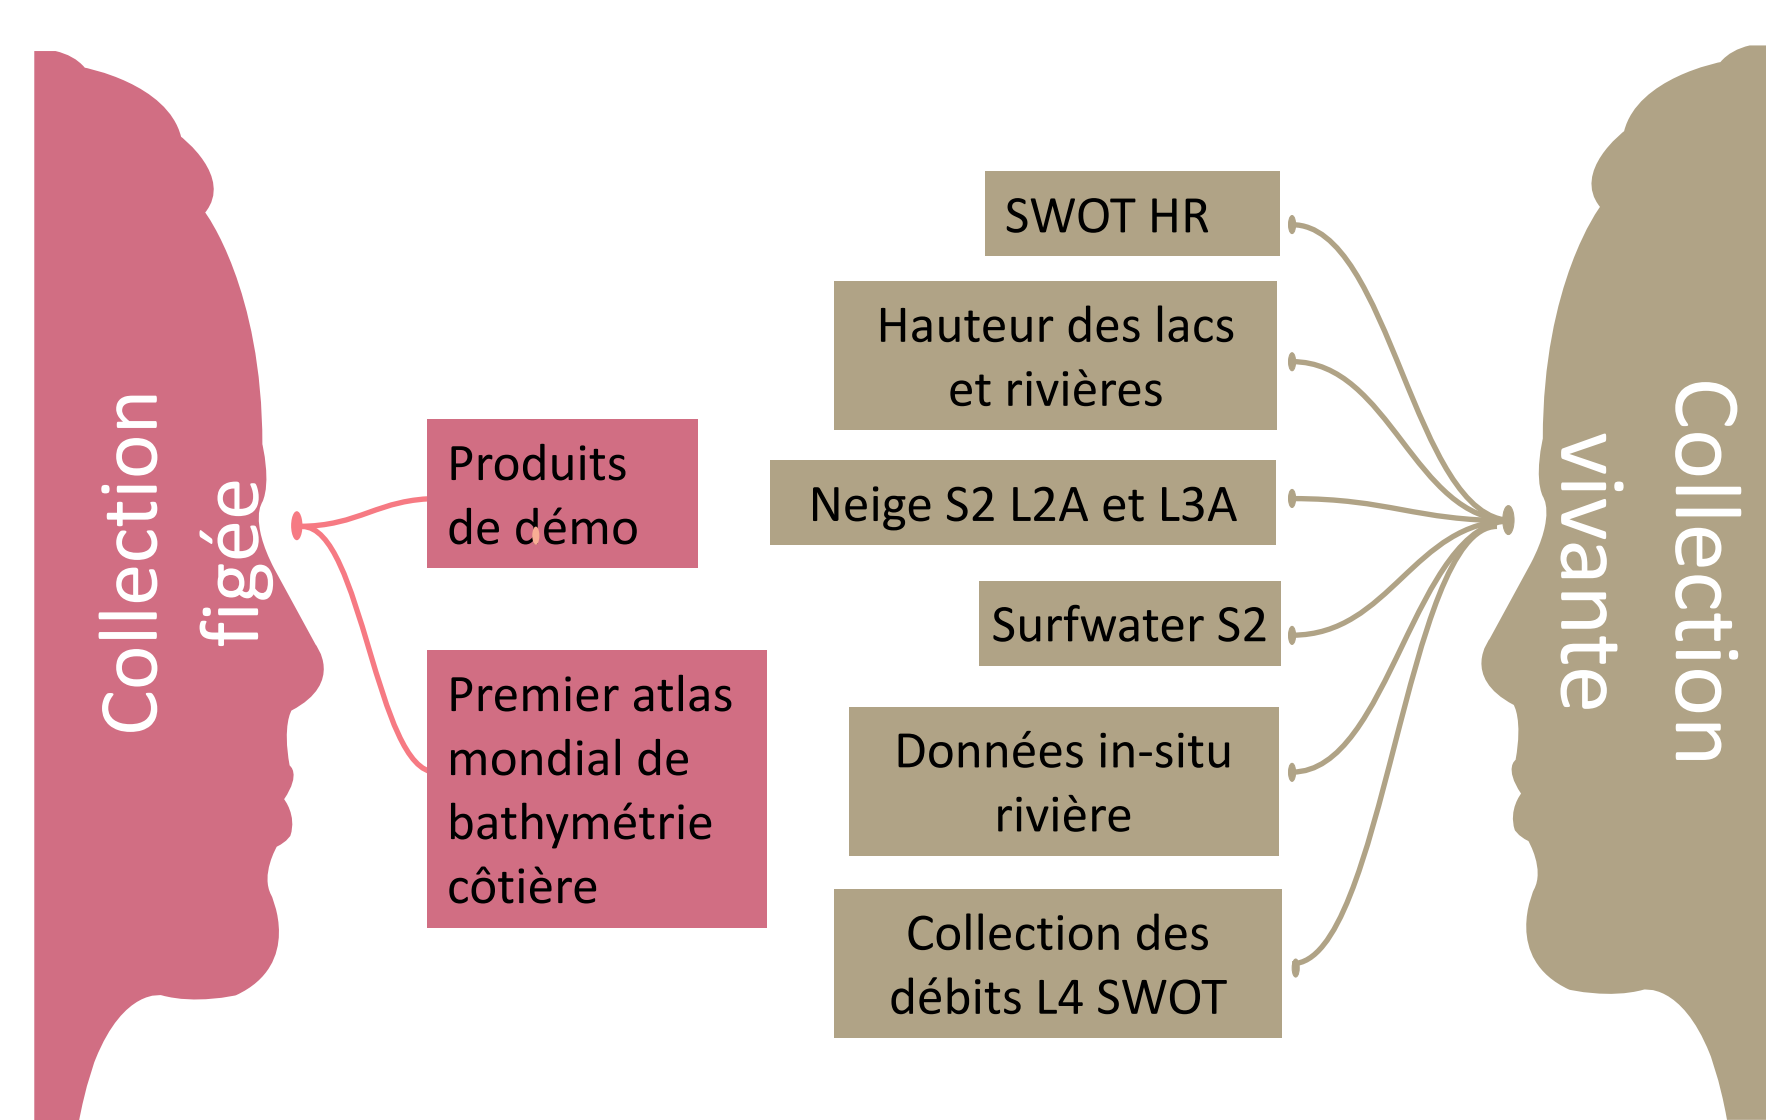 Collection
figée
Produits
de démo
Premier atlas
mondial de
bathymétrie
côtière
SWOT HR
Hauteur des lacs
et rivières
Neige S2 L2A et L3A
Surfwater S2
Données in-situ
rivière
Collection des
débits L4 SWOT
Collection
vivante